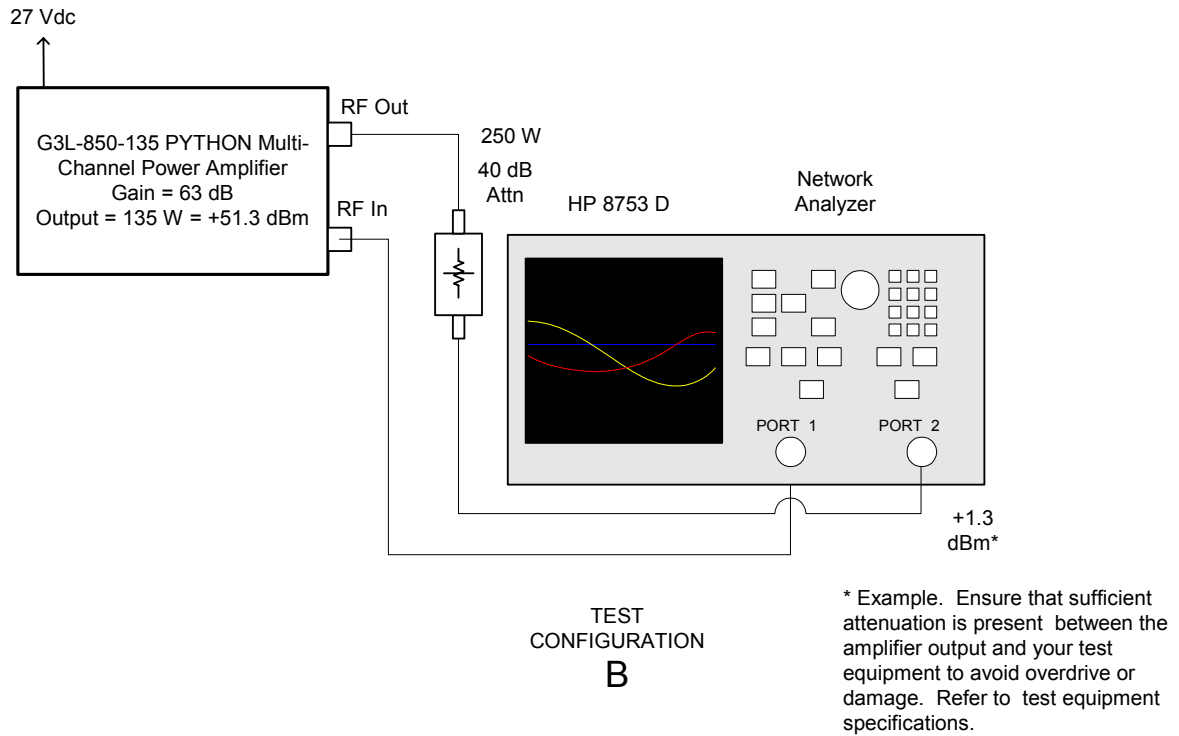 27 Vdc
G3L-850-135 PYTHON Multi-
Channel Power Amplifier
Gain = 63 dB
Output = 135 W = +51.3 dBm
RF Out
RF In
250 W
40 dB
Attn
HP 8753 D
Network
Analyzer
PORT 1
PORT 2
+1.3
dBm*
TEST
CONFIGURATION
B
* Example. Ensure that sufficient
attenuation is present between the
amplifier output and your test
equipment to avoid overdrive or
damage. Refer to test equipment
specifications.